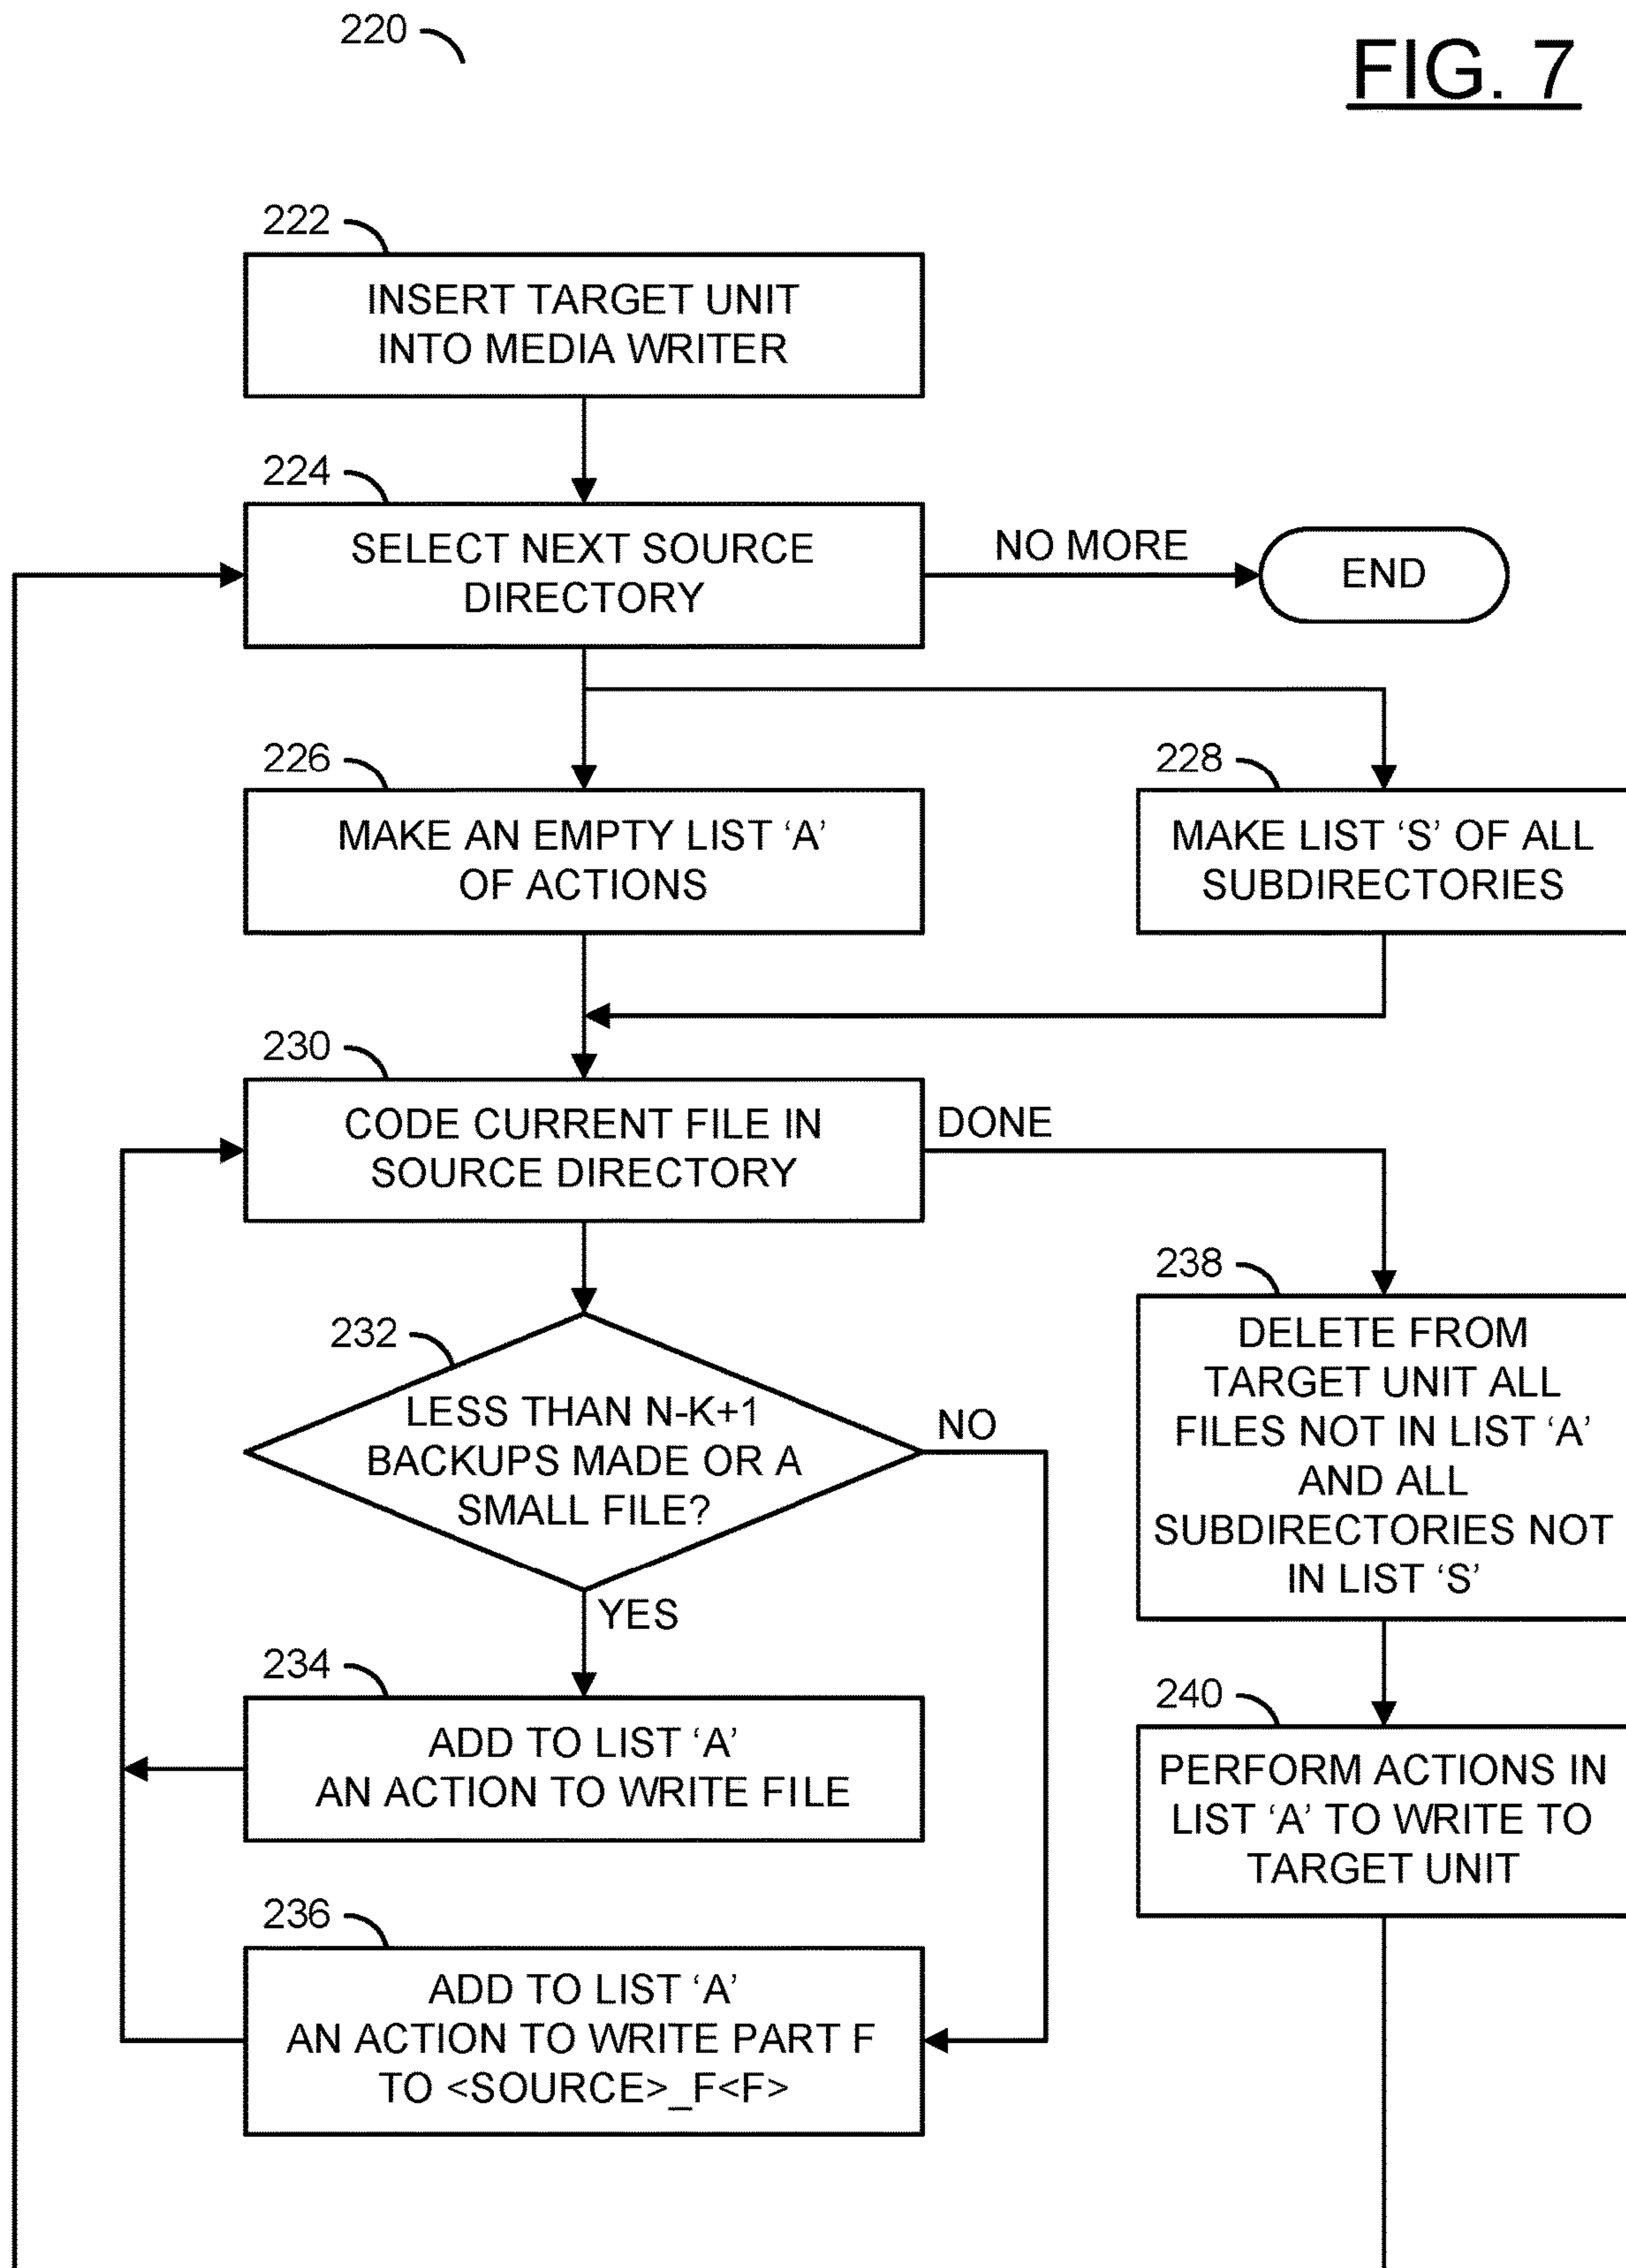 220
FIG. 7
222
INSERT TARGET UNIT
INTO MEDIA WRITER
224
SELECT NEXT SOURCE
DIRECTORY
NO MORE
END
226
MAKE AN EMPTY LIST ‘A’
OF ACTIONS
228
MAKE LIST ‘S’ OF ALL
SUBDIRECTORIES
230
CODE CURRENT FILE IN
SOURCE DIRECTORY
DONE
232
LESS THAN N-K+1
BACKUPS MADE OR A
SMALL FILE?
NO
YES
234
ADD TO LIST ‘A’
AN ACTION TO WRITE FILE
236
ADD TO LIST ‘A’
AN ACTION TO WRITE PART F
TO <SOURCE>_F<F>
238
DELETE FROM
TARGET UNIT ALL
FILES NOT IN LIST ‘A’
AND ALL
SUBDIRECTORIES NOT
IN LIST ‘S’
240
PERFORM ACTIONS IN
LIST ‘A’ TO WRITE TO
TARGET UNIT